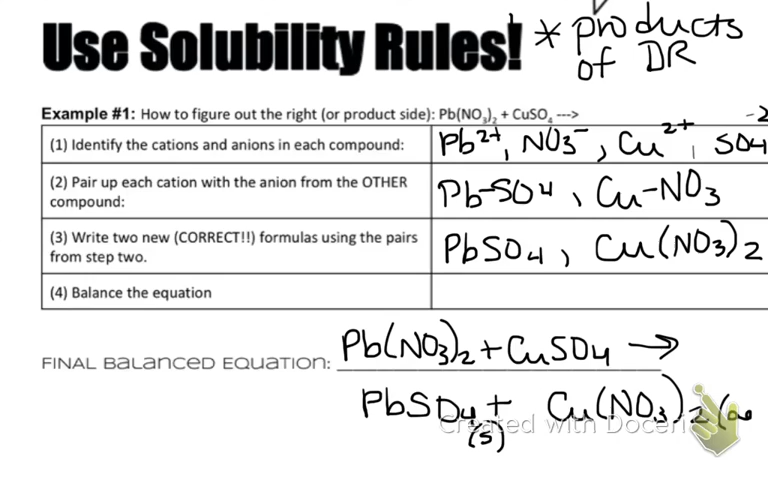 Use Solubility Rules! * products
of DR
Example #1: How to figure out the right (or product side): Pb(NO₃)₂ + CuSO₄ --->
(1) Identify the cations and anions in each compound: Pb²⁺, NO₃⁻, Cu²⁺, SO₄⁻²
(2) Pair up each cation with the anion from the OTHER
compound: Pb-SO₄, Cu-NO₃
(3) Write two new (CORRECT!!) formulas using the pairs
from step two. PbSO₄, Cu(NO₃)₂
(4) Balance the equation
FINAL BALANCED EQUATION: Pb(NO₃)₂ + CuSO₄ →
PbSO₄ (s) + Cu(NO₃)₂
Created with Doceri